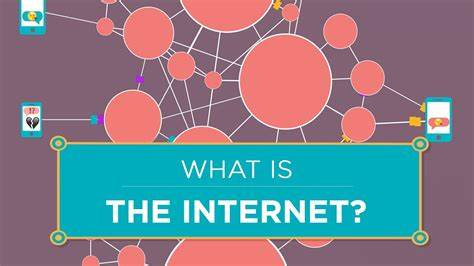 WHAT IS
THE INTERNET?